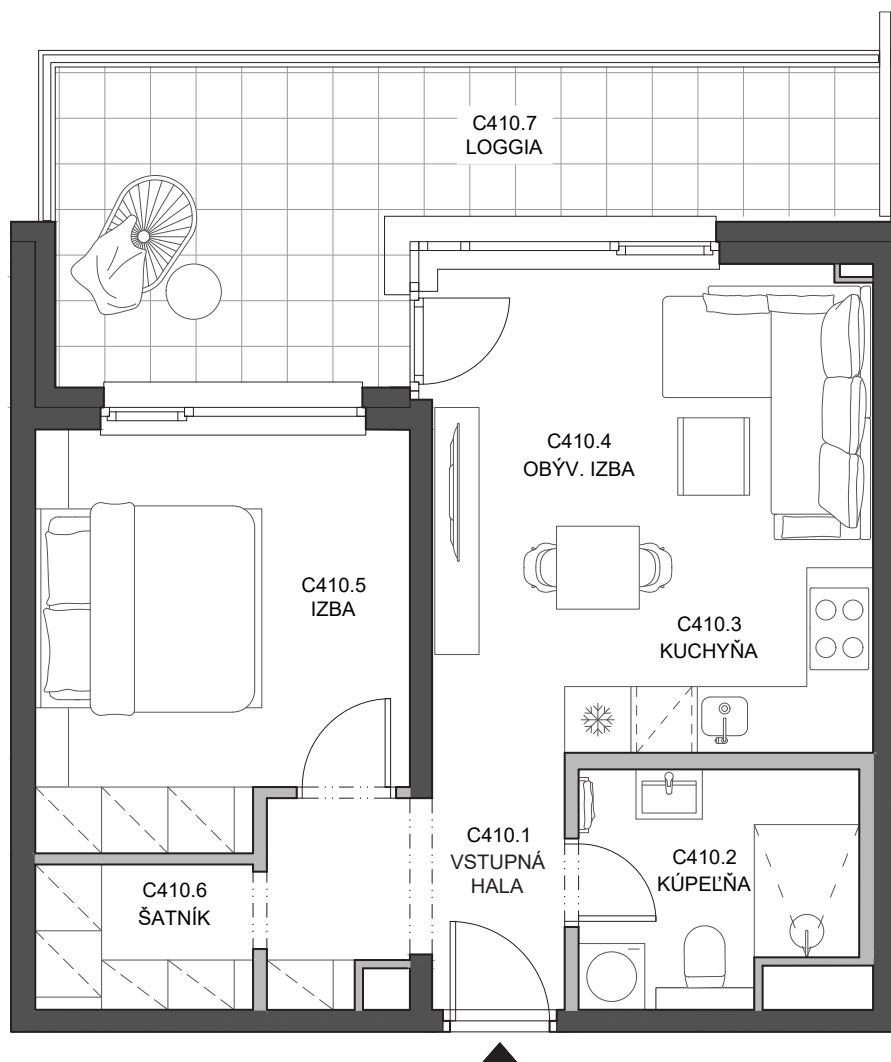 C410.7
LOGGIA
C410.4
OBÝV. IZBA
C410.5
IZBA
C410.3
KUCHYŇA
C410.1
VSTUPNÁ
HALA
C410.2
KÚPEĽŇA
C410.6
ŠATNÍK